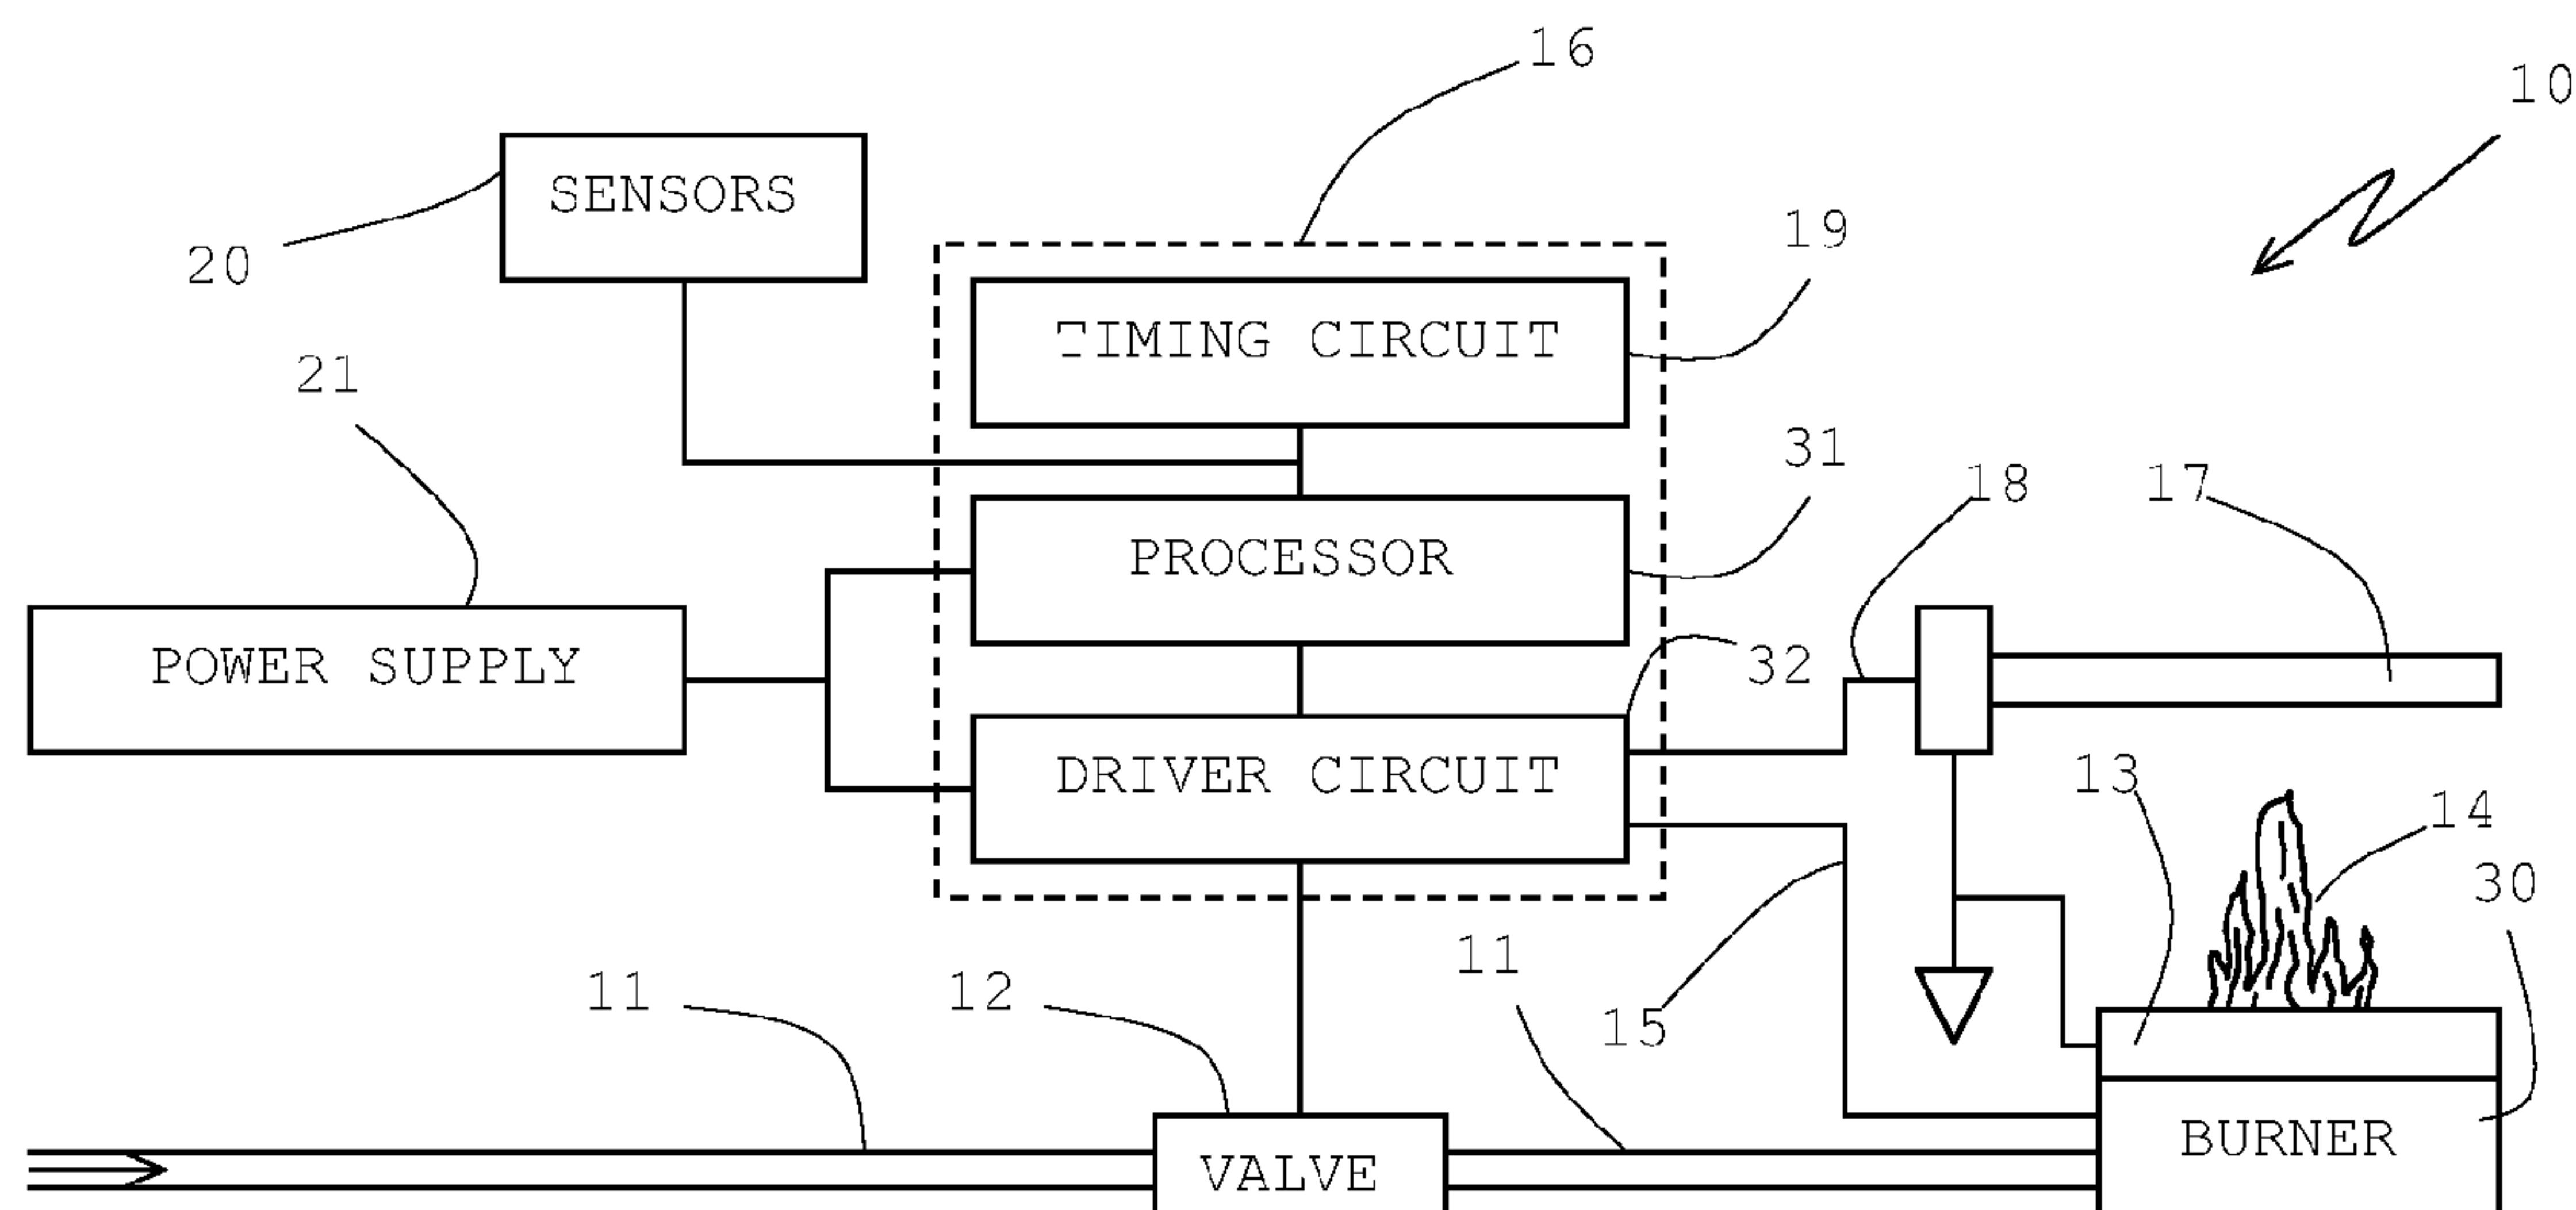 16
10
SENSORS
19
20
TIMING CIRCUIT
21
31
18
17
PROCESSOR
32
POWER SUPPLY
13
DRIVER CIRCUIT
14
30
11
12
11
15
BURNER
VALVE